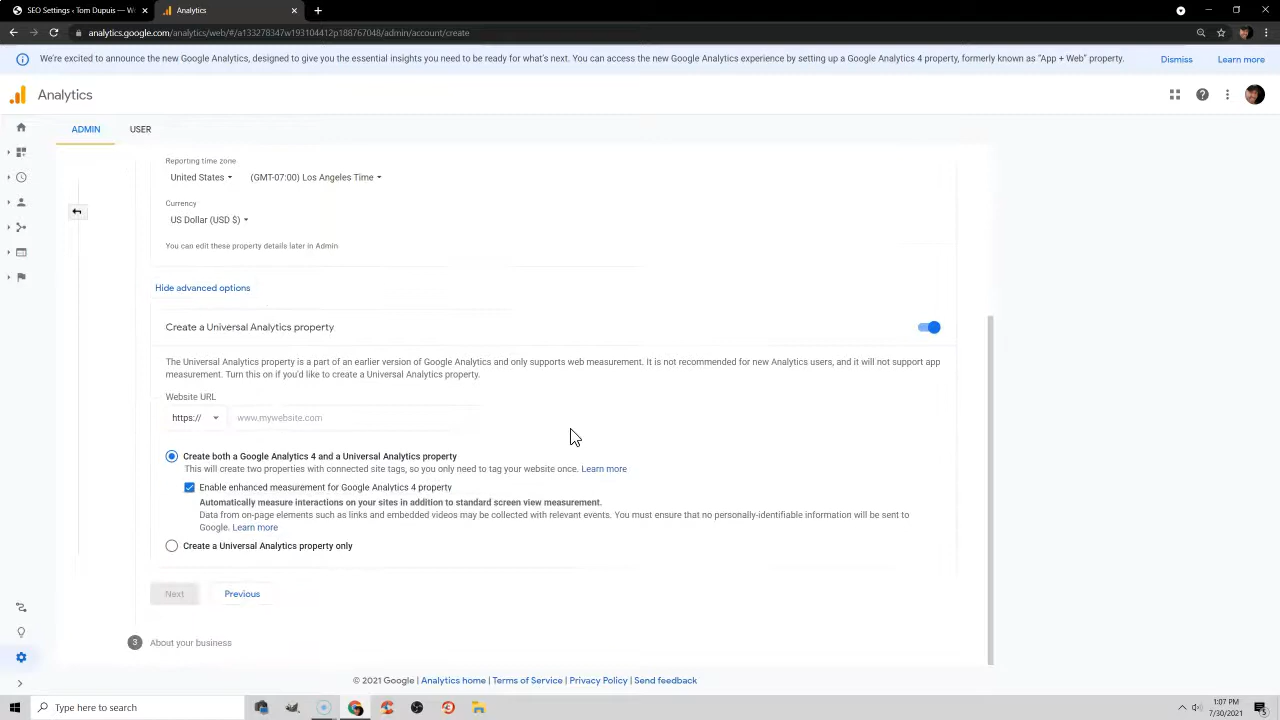 SEO Settings ‹ Tom Dupuis — W
Analytics
analytics.google.com/analytics/web/#/a133278347w193104412p188767048/admin/account/create
We're excited to announce the new Google Analytics, designed to give you the essential insights you need to be ready for what's next. You can access the new Google Analytics experience by setting up a Google Analytics 4 property, formerly known as "App + Web" property.
Dismiss
Learn more
Analytics
ADMIN
USER
Reporting time zone
United States
(GMT-07:00) Los Angeles Time
Currency
US Dollar (USD $)
You can edit these property details later in Admin
Hide advanced options
Create a Universal Analytics property
The Universal Analytics property is a part of an earlier version of Google Analytics and only supports web measurement. It is not recommended for new Analytics users, and it will not support app
measurement. Turn this on if you'd like to create a Universal Analytics property.
Website URL
https://
www.mywebsite.com
Create both a Google Analytics 4 and a Universal Analytics property
This will create two properties with connected site tags, so you only need to tag your website once. Learn more
Enable enhanced measurement for Google Analytics 4 property
Automatically measure interactions on your sites in addition to standard screen view measurement.
Data from on-page elements such as links and embedded videos may be collected with relevant events. You must ensure that no personally-identifiable information will be sent to
Google. Learn more
Create a Universal Analytics property only
Next
Previous
3
About your business
© 2021 Google | Analytics home | Terms of Service | Privacy Policy | Send feedback
Type here to search
1:07 PM
7/30/2021